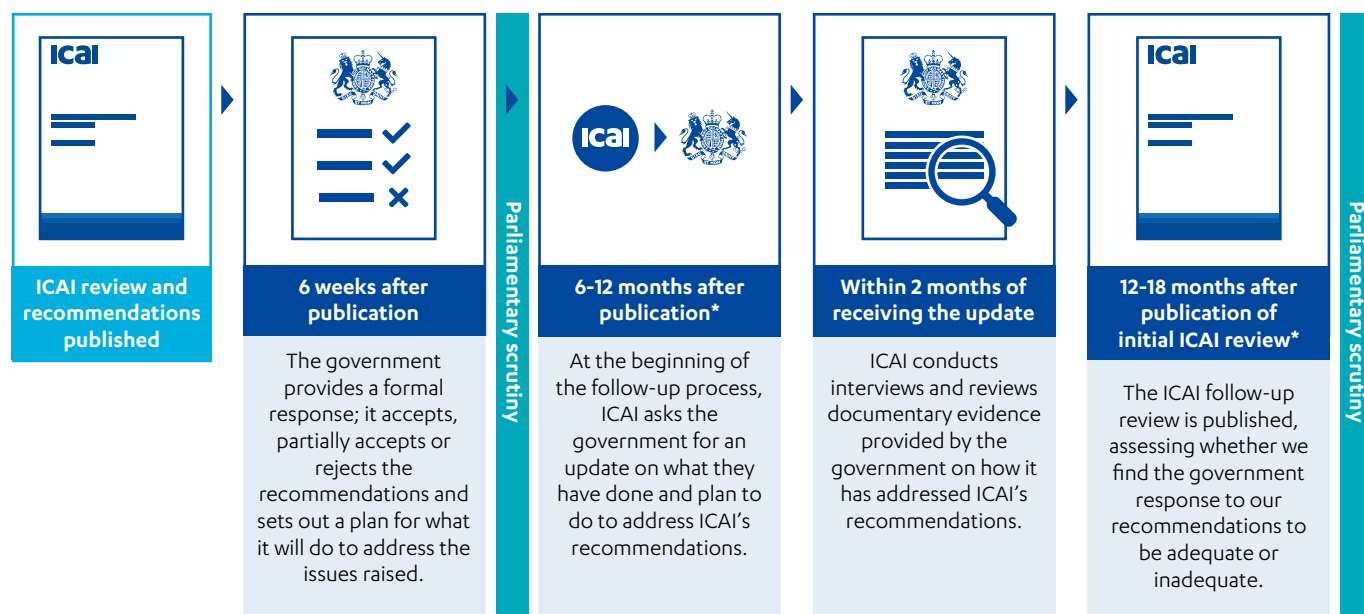 ICAI
ICAI review and
recommendations
published
6 weeks after
publication
The government
provides a formal
response; it accepts,
partially accepts or
rejects the
recommendations and
sets out a plan for what
it will do to address the
issues raised.
Parliamentary scrutiny
ICAI
6-12 months after
publication*
At the beginning of
the follow-up process,
ICAI asks the
government for an
update on what they
have done and plan to
do to address ICAI’s
recommendations.
Within 2 months of
receiving the update
ICAI conducts
interviews and reviews
documentary evidence
provided by the
government on how it
has addressed ICAI’s
recommendations.
ICAI
12-18 months after
publication of
initial ICAI review*
The ICAI follow-up
review is published,
assessing whether we
find the government
response to our
recommendations to
be adequate or
inadequate.
Parliamentary scrutiny